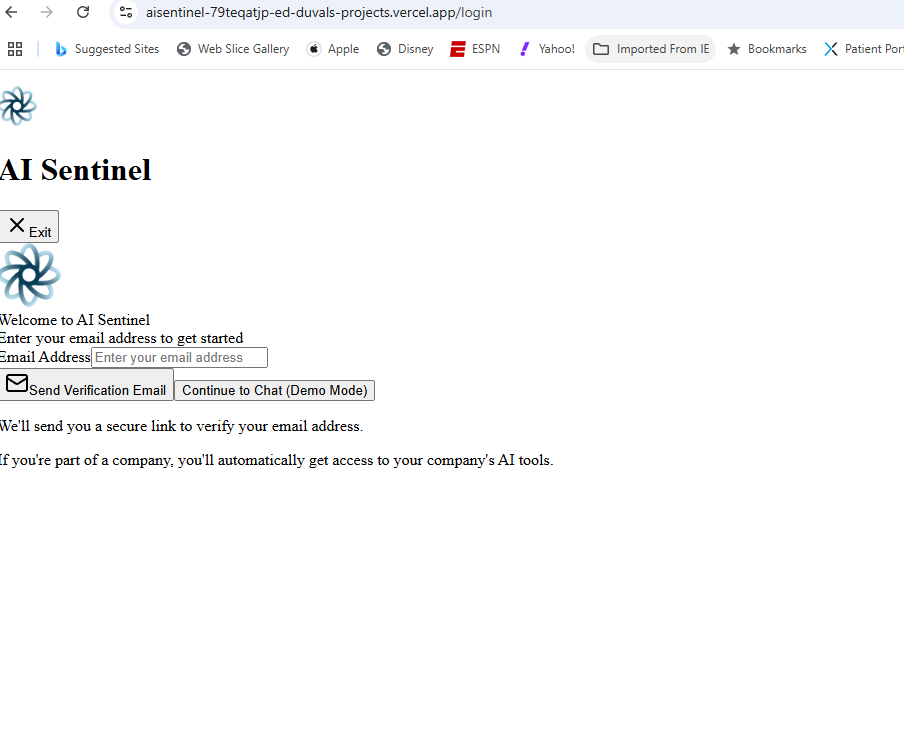 aisentinel-79teqatjp-ed-duvals-projects.vercel.app/login
Suggested Sites Web Slice Gallery Apple Disney ESPN Yahoo! Imported From IE Bookmarks Patient Por
AI Sentinel
Exit
Welcome to AI Sentinel
Enter your email address to get started
Email Address Enter your email address
Send Verification Email Continue to Chat (Demo Mode)
We'll send you a secure link to verify your email address.
If you're part of a company, you'll automatically get access to your company's AI tools.